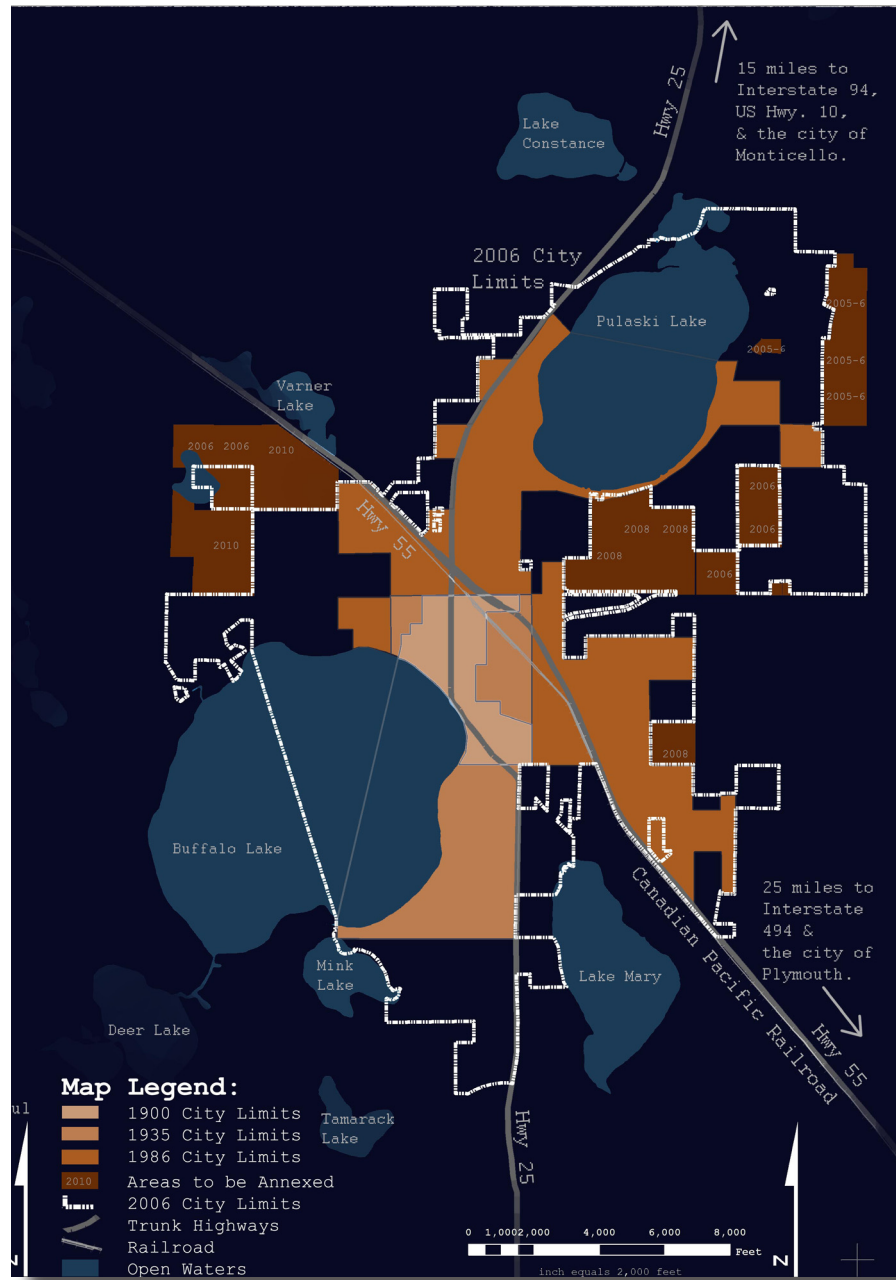 15 miles to
Interstate 94,
US Hwy. 10,
& the city of
Monticello.
Hwy 25
Lake
Constance
2006 City
Limits
Pulaski Lake
2005-6
2005-6
2005-6
2005-6
Varner
Lake
2006
2006
2010
2010
Hwy 55
2006
2006
2008
2008
2008
2006
2008
Buffalo Lake
Canadian Pacific Railroad
25 miles to
Interstate
494 &
the city of
Plymouth.
Hwy 55
Mink
Lake
Lake Mary
Deer Lake
Tamarack
Lake
Hwy 25
ul
Map Legend:
1900 City Limits
1935 City Limits
1986 City Limits
2010
Areas to be Annexed
2006 City Limits
Trunk Highways
Railroad
Open Waters
N
0 1,000 2,000 4,000 6,000 8,000
Feet
inch equals 2,000 feet
N